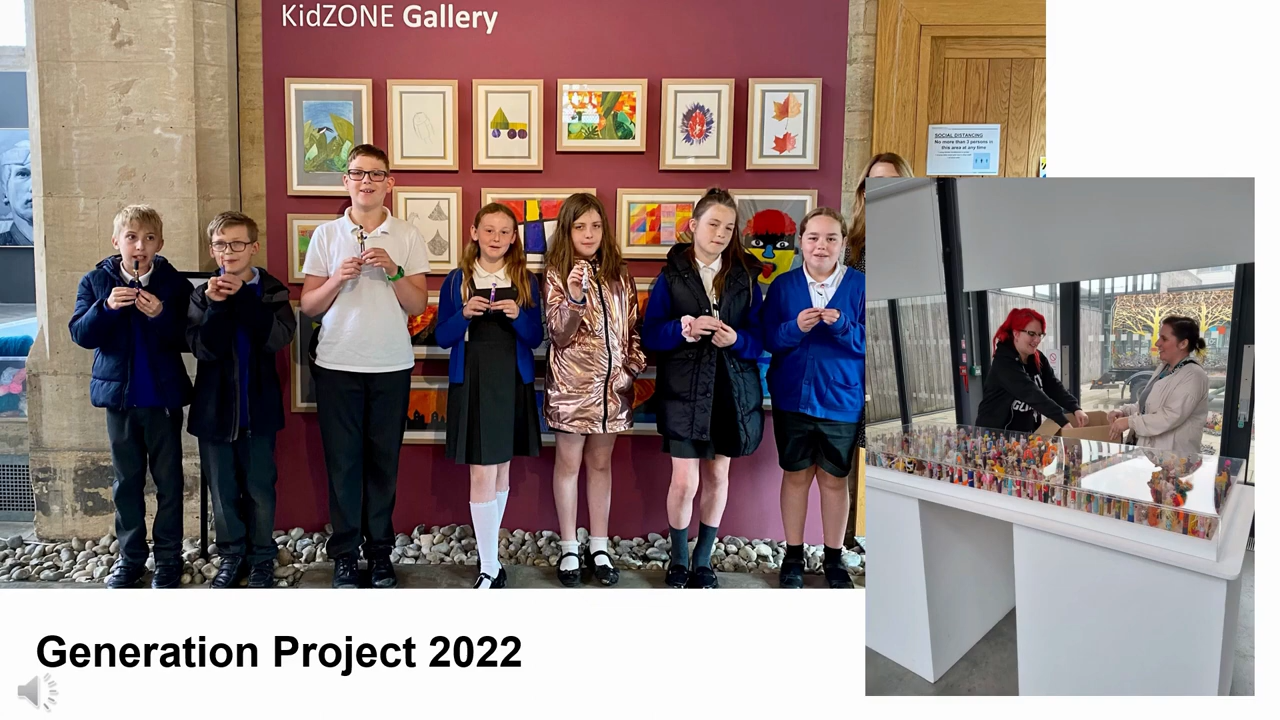 KidZONE Gallery
SOCIAL DISTANCING
No more than 3 persons in
this area at any time
Generation Project 2022